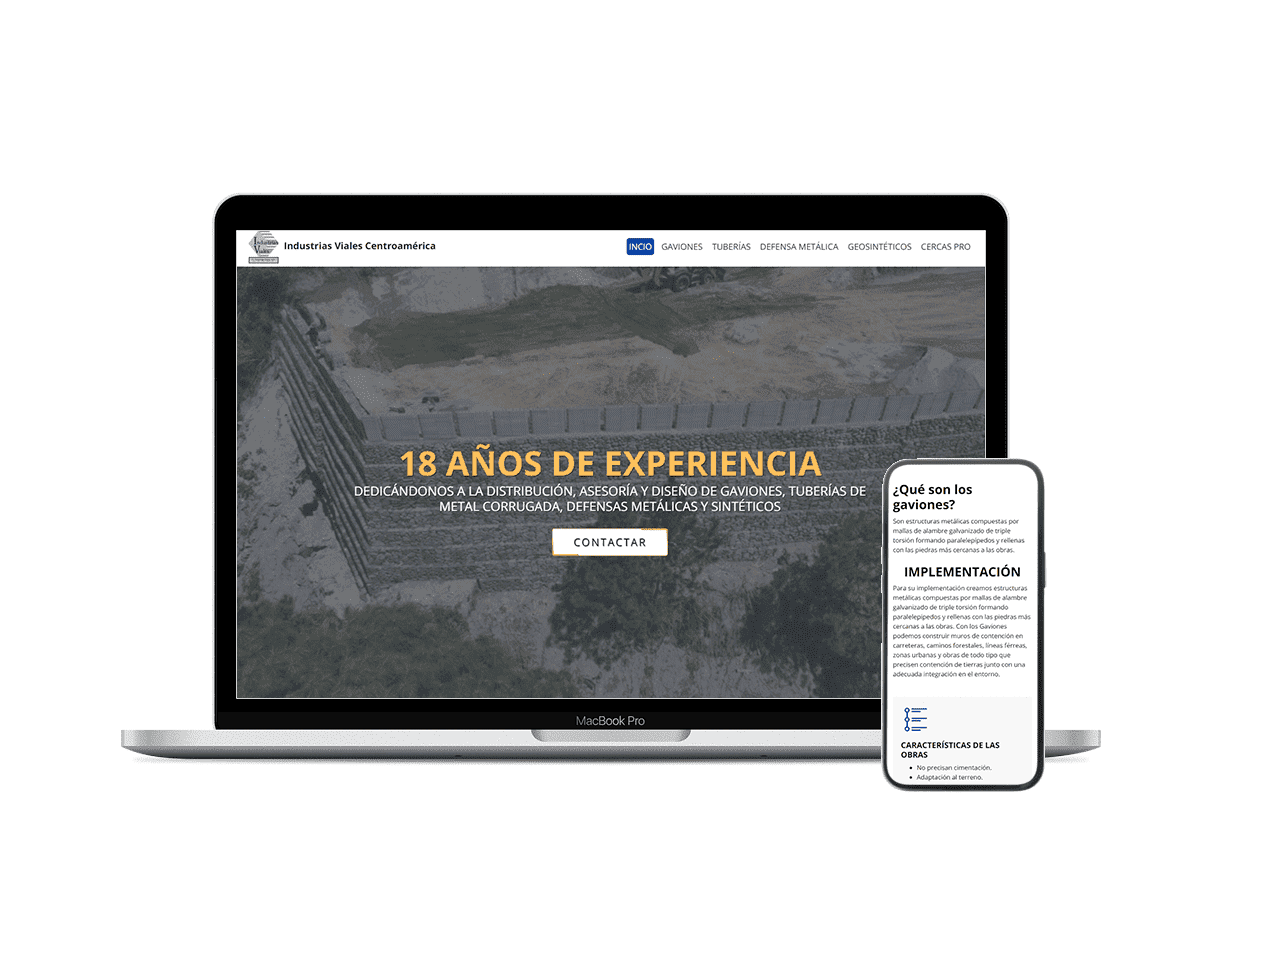 Industrias Viales
Industrias Viales Centroamérica
INCIO GAVIONES TUBERÍAS DEFENSA METÁLICA GEOSINTÉTICOS CERCAS PRO
18 AÑOS DE EXPERIENCIA
DEDICÁNDONOS A LA DISTRIBUCIÓN, ASESORÍA Y DISEÑO DE GAVIONES, TUBERÍAS DE
METAL CORRUGADA, DEFENSAS METÁLICAS Y SINTÉTICOS
CONTACTAR
MacBook Pro
¿Qué son los
gaviones?
Son estructuras metálicas compuestas por
mallas de alambre galvanizado de triple
torsión formando paralelepípedos y rellenas
con las piedras más cercanas a las obras.
IMPLEMENTACIÓN
Para su implementación creamos estructuras
metálicas compuestas por mallas de alambre
galvanizado de triple torsión formando
paralelepípedos y rellenas con las piedras más
cercanas a las obras. Con los Gaviones
podemos construir muros de contención en
carreteras, caminos forestales, líneas férreas,
zonas urbanas y obras de todo tipo que
precisen contención de tierras junto con una
adecuada integración en el entorno.
CARACTERÍSTICAS DE LAS
OBRAS
• No precisan cimentación.
• Adaptación al terreno.